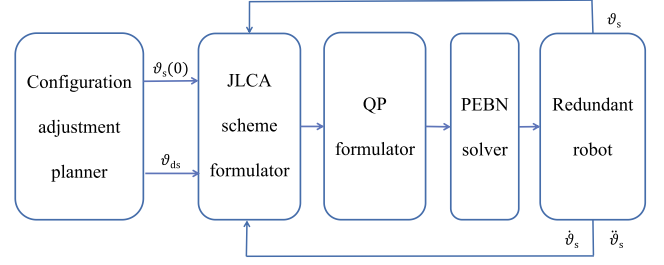 ϑs
Configuration
adjustment
planner
ϑs(0)
ϑds
JLCA
scheme
formulator
QP
formulator
PEBN
solver
Redundant
robot
ϑ̇s ϑ̈s